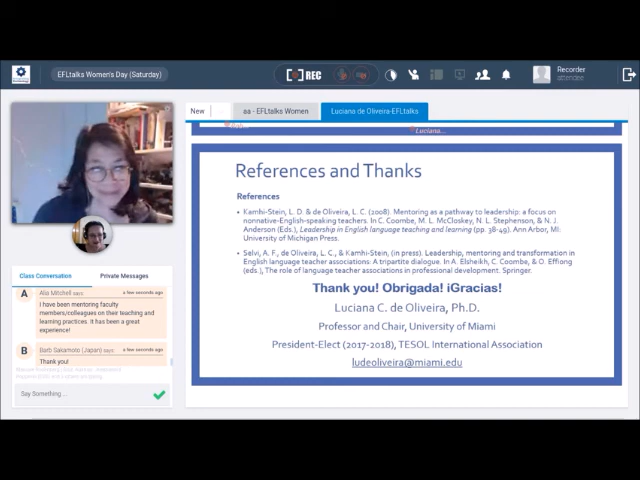 EFLtalks Women's Day (Saturday)
REC
Recorder
attendee
New
aa - EFLtalks Women
Luciana de Oliveira-EFLtalks
Luciana...
References and Thanks
References
• Kamhi-Stein, L. D. & de Oliveira, L. C. (2008). Mentoring as a pathway to leadership: a focus on
nonnative-English-speaking teachers. In C. Coombe, M. L. McCloskey, N. L. Stephenson, & N. J.
Anderson (Eds.), Leadership in English language teaching and learning (pp. 38-49). Ann Arbor, MI:
University of Michigan Press.
• Selvi, A. F., de Oliveira, L. C., & Kamhi-Stein, (in press). Leadership, mentoring and transformation in
English language teacher associations: A tripartite dialogue. In A. Elsheikh, C. Coombe, & O. Effiong
(eds.), The role of language teacher associations in professional development. Springer.
Thank you! Obrigada! ¡Gracias!
Luciana C. de Oliveira, Ph.D.
Professor and Chair, University of Miami
President-Elect (2017-2018), TESOL International Association
ludeoliveira@miami.edu
Class Conversation
Private Messages
A
Alia Mitchell says:
a few seconds ago
I have been mentoring faculty
members/colleagues on their teaching and
learning practices. It has been a great
experience!
B
Barb Sakamoto (Japan) says:
a few seconds ago
Thank you!
Say Something ...